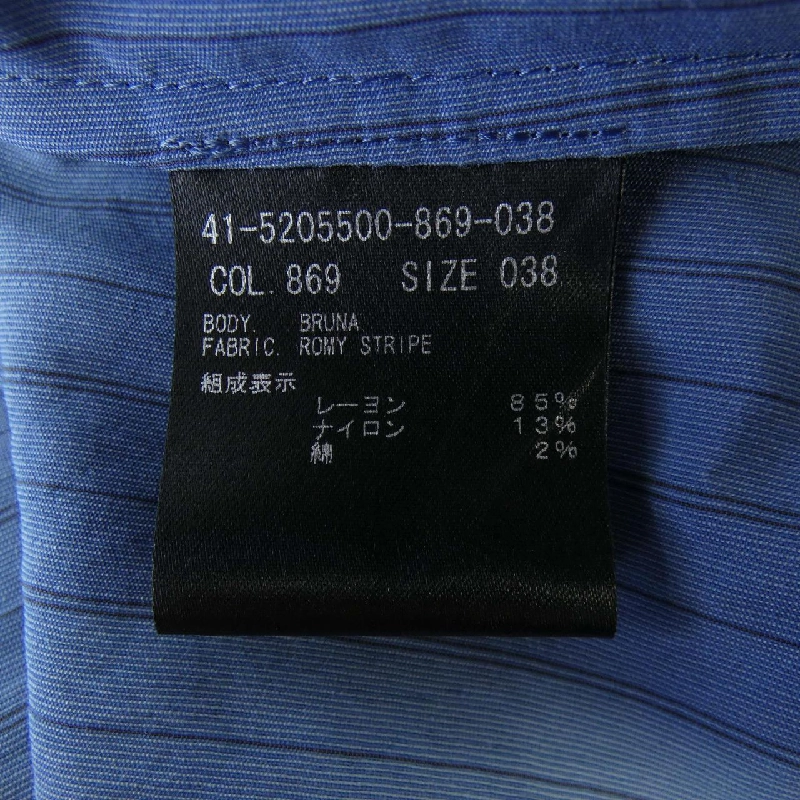 41-5205500-869-038
COL. 869 SIZE 038
BODY. BRUNA
FABRIC. ROMY STRIPE
組成表示
レーヨン 85%
ナイロン 13%
綿 2%